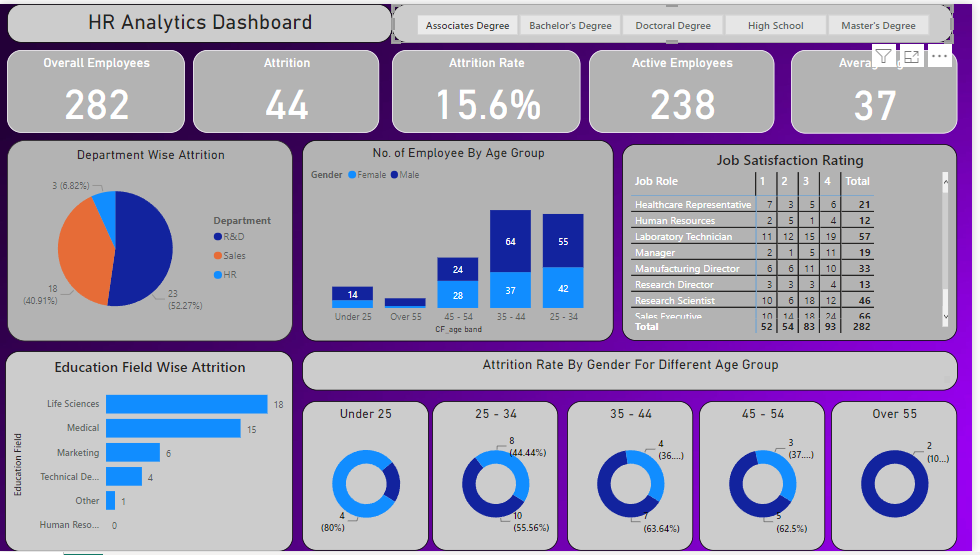 HR Analytics Dashboard
Associates Degree
Bachelor's Degree
Doctoral Degree
High School
Master's Degree
Overall Employees
282
Attrition
44
Attrition Rate
15.6%
Active Employees
238
37
Department Wise Attrition
3 (6.82%)
18
(40.91%)
23
(52.27%)
Department
R&D
Sales
HR
No. of Employee By Age Group
Gender Female Male
14
24
28
64
37
55
42
Under 25
Over 55
45 - 54
35 - 44
25 - 34
CF_age band
Job Satisfaction Rating
Job Role 1 2 3 4 Total
Healthcare Representative 7 3 5 6 21
Human Resources 2 5 1 4 12
Laboratory Technician 11 12 15 19 57
Manager 2 1 5 11 19
Manufacturing Director 6 6 11 10 33
Research Director 3 3 3 4 13
Research Scientist 10 6 18 12 46
Sales Executive 10 14 18 24 66
Total 52 54 83 93 282
Education Field Wise Attrition
Education Field
Life Sciences 18
Medical 15
Marketing 6
Technical De... 4
Other 1
Human Reso... 0
Attrition Rate By Gender For Different Age Group
Under 25
4
(80%)
25 - 34
8
(44.44%)
10
(55.56%)
35 - 44
4
(36....)
7
(63.64%)
45 - 54
3
(37....)
5
(62.5%)
Over 55
2
(10...)